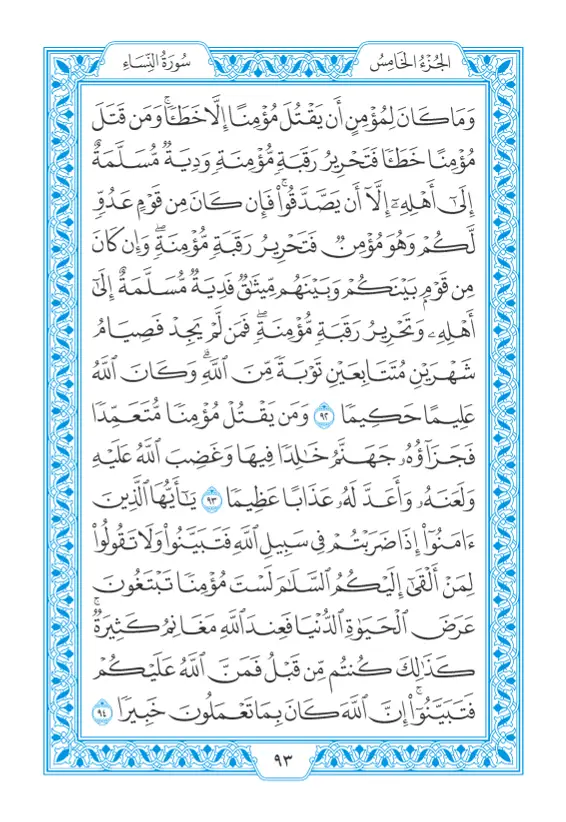 الجُزْءُ الخَامِسُ
سُورَةُ النِّسَاءِ
وَمَا كَانَ لِمُؤْمِنٍ أَن يَقْتُلَ مُؤْمِنًا إِلَّا خَطَـًٔاۚ وَمَن قَتَلَ
مُؤْمِنًا خَطَـًٔا فَتَحْرِيرُ رَقَبَةٍ مُّؤْمِنَةٍ وَدِيَةٌ مُّسَلَّمَةٌ
إِلَىٰٓ أَهْلِهِۦٓ إِلَّآ أَن يَصَّدَّقُوا۟ۚ فَإِن كَانَ مِن قَوْمٍ عَدُوٍّ
لَّكُمْ وَهُوَ مُؤْمِنٌ فَتَحْرِيرُ رَقَبَةٍ مُّؤْمِنَةٍۖ وَإِن كَانَ
مِن قَوْمٍۭ بَيْنَكُمْ وَبَيْنَهُم مِّيثَـٰقٌ فَدِيَةٌ مُّسَلَّمَةٌ إِلَىٰٓ
أَهْلِهِۦ وَتَحْرِيرُ رَقَبَةٍ مُّؤْمِنَةٍۖ فَمَن لَّمْ يَجِدْ فَصِيَامُ
شَهْرَيْنِ مُتَتَابِعَيْنِ تَوْبَةً مِّنَ ٱللَّهِۗ وَكَانَ ٱللَّهُ
عَلِيمًا حَكِيمًا ٩٢ وَمَن يَقْتُلْ مُؤْمِنًا مُّتَعَمِّدًا
فَجَزَآؤُهُۥ جَهَنَّمُ خَـٰلِدًا فِيهَا وَغَضِبَ ٱللَّهُ عَلَيْهِ
وَلَعَنَهُۥ وَأَعَدَّ لَهُۥ عَذَابًا عَظِيمًا ٩٣ يَـٰٓأَيُّهَا ٱلَّذِينَ
ءَامَنُوٓا۟ إِذَا ضَرَبْتُمْ فِى سَبِيلِ ٱللَّهِ فَتَبَيَّنُوا۟ وَلَا تَقُولُوا۟
لِمَنْ أَلْقَىٰٓ إِلَيْكُمُ ٱلسَّلَـٰمَ لَسْتَ مُؤْمِنًا تَبْتَغُونَ
عَرَضَ ٱلْحَيَوٰةِ ٱلدُّنْيَا فَعِندَ ٱللَّهِ مَغَانِمُ كَثِيرَةٌۚ
كَذَٰلِكَ كُنتُم مِّن قَبْلُ فَمَنَّ ٱللَّهُ عَلَيْكُمْ
فَتَبَيَّنُوٓا۟ۚ إِنَّ ٱللَّهَ كَانَ بِمَا تَعْمَلُونَ خَبِيرًا ٩٤
٩٣